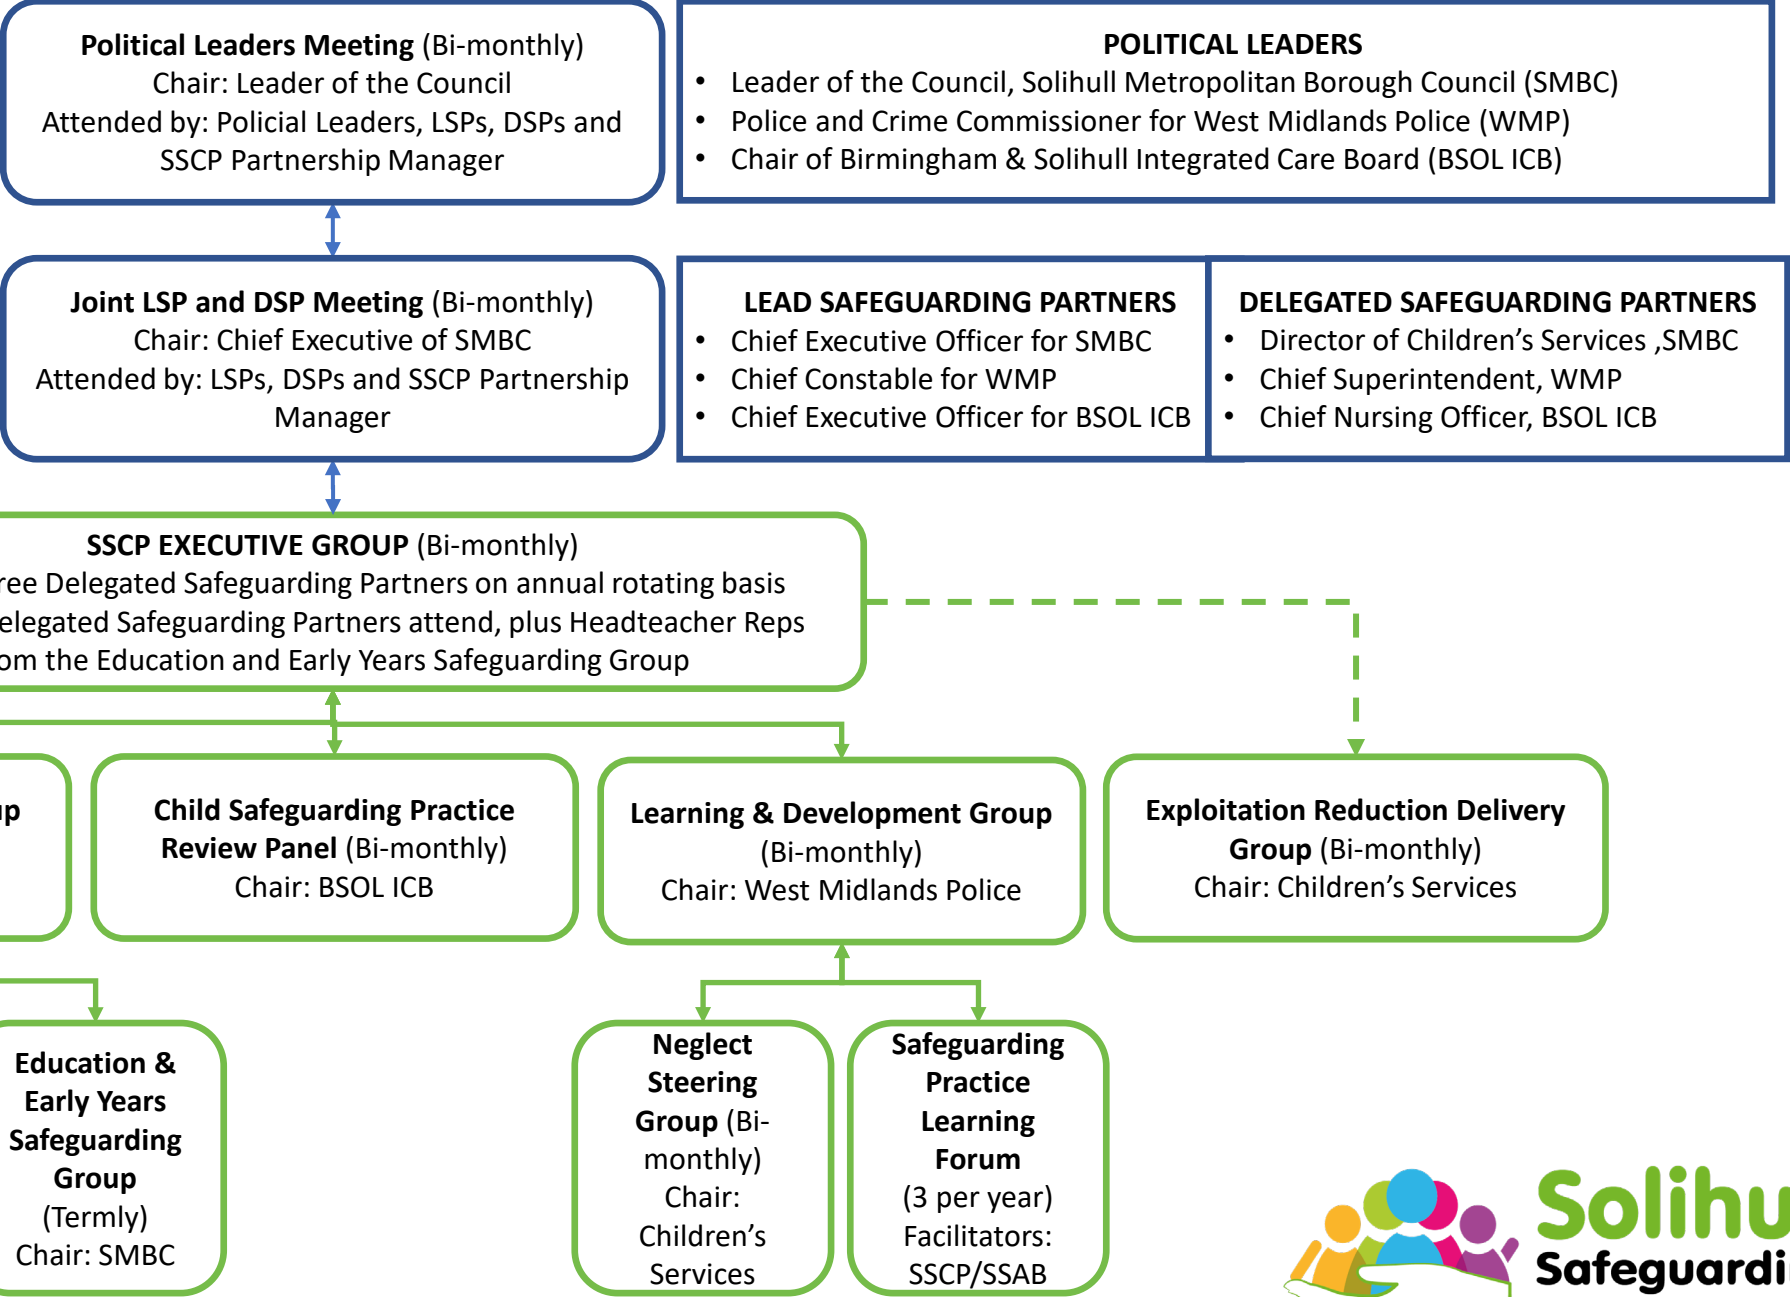 Political Leaders Meeting (Bi-monthly)
Chair: Leader of the Council
Attended by: Policial Leaders, LSPs, DSPs and
SSCP Partnership Manager
POLITICAL LEADERS
• Leader of the Council, Solihull Metropolitan Borough Council (SMBC)
• Police and Crime Commissioner for West Midlands Police (WMP)
• Chair of Birmingham & Solihull Integrated Care Board (BSOL ICB)
Joint LSP and DSP Meeting (Bi-monthly)
Chair: Chief Executive of SMBC
Attended by: LSPs, DSPs and SSCP Partnership
Manager
LEAD SAFEGUARDING PARTNERS
• Chief Executive Officer for SMBC
• Chief Constable for WMP
• Chief Executive Officer for BSOL ICB
DELEGATED SAFEGUARDING PARTNERS
• Director of Children’s Services ,SMBC
• Chief Superintendent, WMP
• Chief Nursing Officer, BSOL ICB
SSCP EXECUTIVE GROUP (Bi-monthly)
ree Delegated Safeguarding Partners on annual rotating basis
elegated Safeguarding Partners attend, plus Headteacher Reps
om the Education and Early Years Safeguarding Group
up
Child Safeguarding Practice
Review Panel (Bi-monthly)
Chair: BSOL ICB
Learning & Development Group
(Bi-monthly)
Chair: West Midlands Police
Exploitation Reduction Delivery
Group (Bi-monthly)
Chair: Children’s Services
Education &
Early Years
Safeguarding
Group
(Termly)
Chair: SMBC
Neglect
Steering
Group (Bi-
monthly)
Chair:
Children’s
Services
Safeguarding
Practice
Learning
Forum
(3 per year)
Facilitators:
SSCP/SSAB
Solihu
Safeguardi